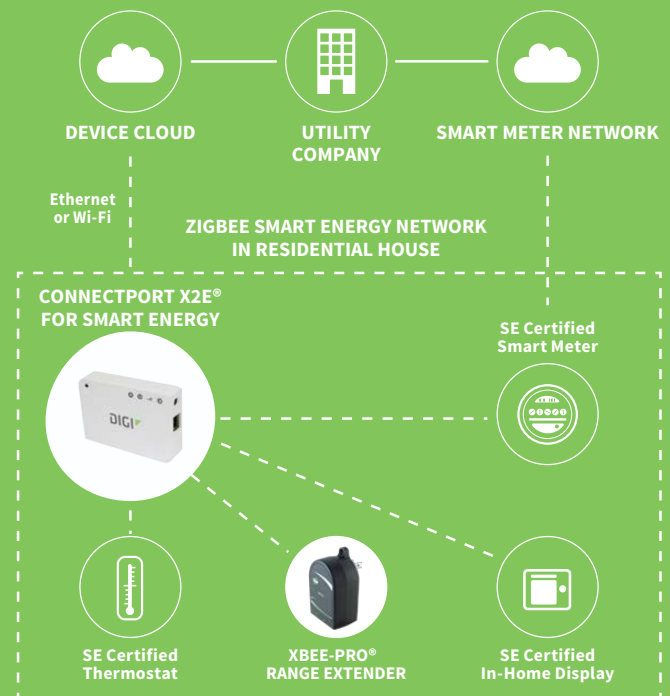 DEVICE CLOUD
UTILITY
COMPANY
SMART METER NETWORK
Ethernet
or Wi-Fi
ZIGBEE SMART ENERGY NETWORK
IN RESIDENTIAL HOUSE
CONNECTPORT X2E®
FOR SMART ENERGY
DIGI
SE Certified
Smart Meter
SE Certified
Thermostat
XBEE-PRO®
RANGE EXTENDER
SE Certified
In-Home Display